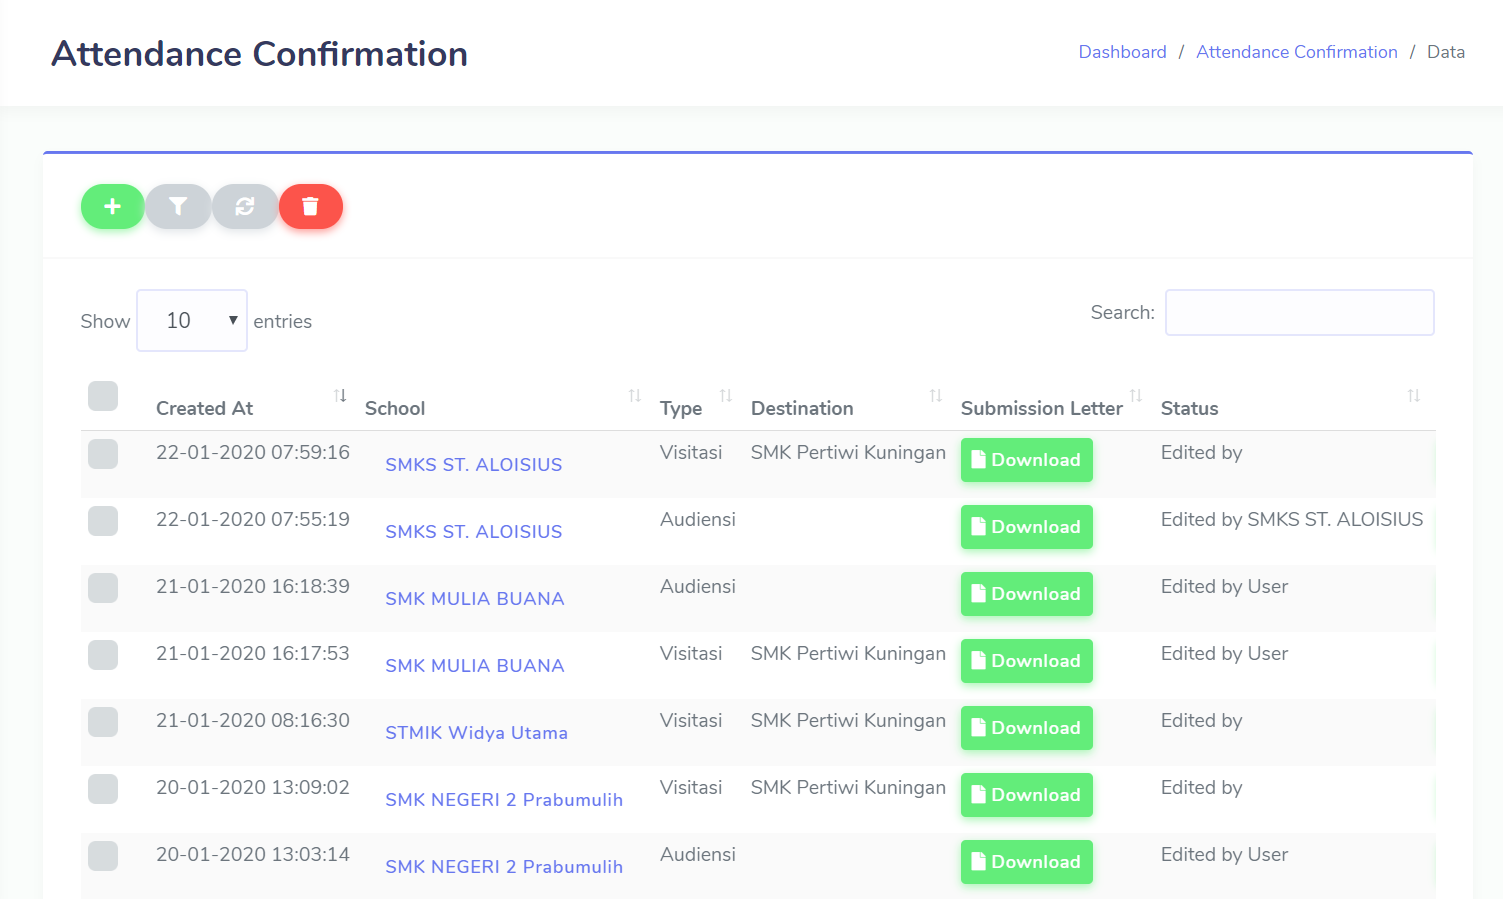 Attendance Confirmation
Dashboard / Attendance Confirmation / Data
Show 10 entries
Search:
Created At School Type Destination Submission Letter Status
22-01-2020 07:59:16 SMKS ST. ALOISIUS Visitasi SMK Pertiwi Kuningan Download Edited by
22-01-2020 07:55:19 SMKS ST. ALOISIUS Audiensi Download Edited by SMKS ST. ALOISIUS
21-01-2020 16:18:39 SMK MULIA BUANA Audiensi Download Edited by User
21-01-2020 16:17:53 SMK MULIA BUANA Visitasi SMK Pertiwi Kuningan Download Edited by User
21-01-2020 08:16:30 STMIK Widya Utama Visitasi SMK Pertiwi Kuningan Download Edited by
20-01-2020 13:09:02 SMK NEGERI 2 Prabumulih Visitasi SMK Pertiwi Kuningan Download Edited by
20-01-2020 13:03:14 SMK NEGERI 2 Prabumulih Audiensi Download Edited by User